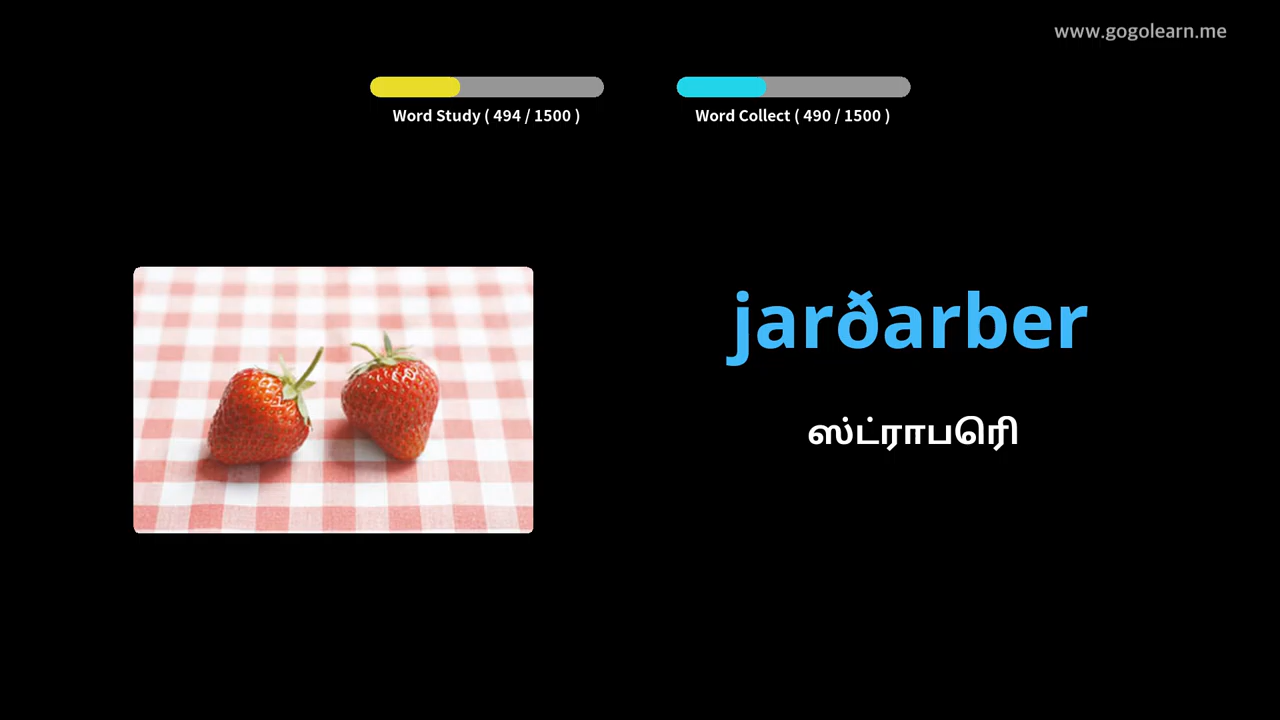 www.gogolearn.me
Word Study ( 494 / 1500 )
Word Collect ( 490 / 1500 )
jarðarber
ஸ்ட்ராபெரி